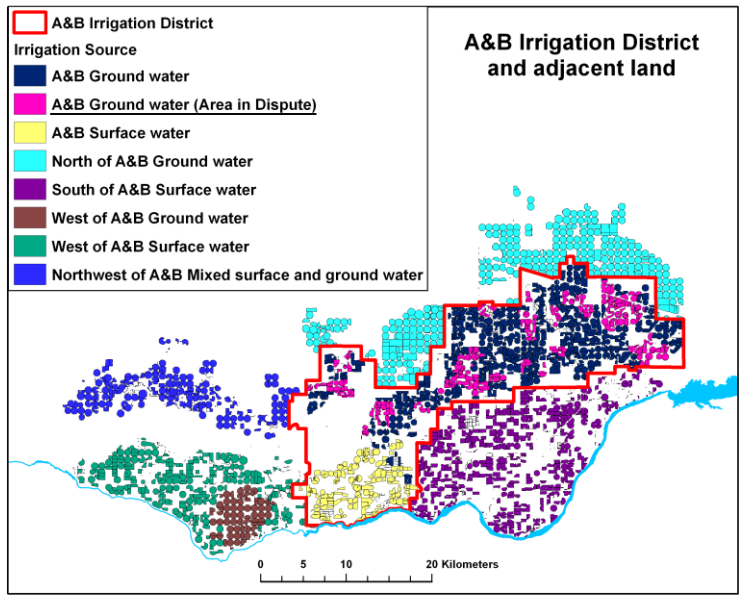 A&B Irrigation District
Irrigation Source
A&B Ground water
A&B Ground water (Area in Dispute)
A&B Surface water
North of A&B Ground water
South of A&B Surface water
West of A&B Ground water
West of A&B Surface water
Northwest of A&B Mixed surface and ground water
A&B Irrigation District
and adjacent land
0 5 10 20 Kilometers